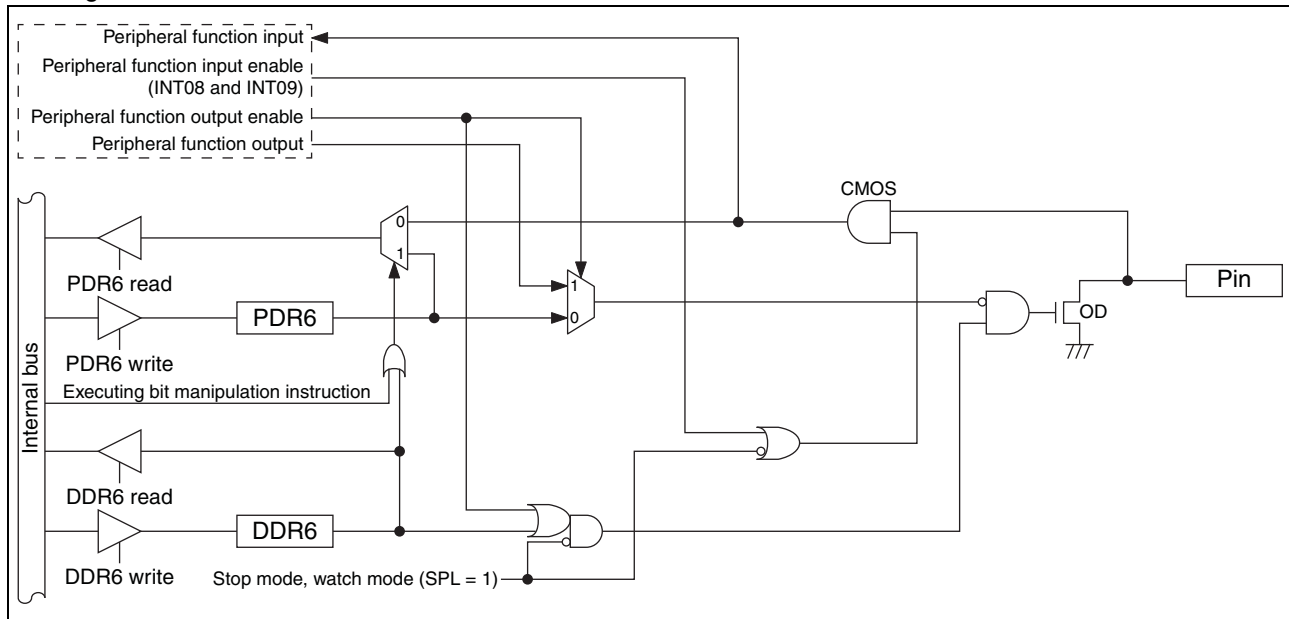 Peripheral function input
Peripheral function input enable
(INT08 and INT09)
Peripheral function output enable
Peripheral function output
CMOS
0
1
PDR6 read
1
0
Pin
OD
PDR6
PDR6 write
Executing bit manipulation instruction
Internal bus
DDR6 read
DDR6
DDR6 write
Stop mode, watch mode (SPL = 1)